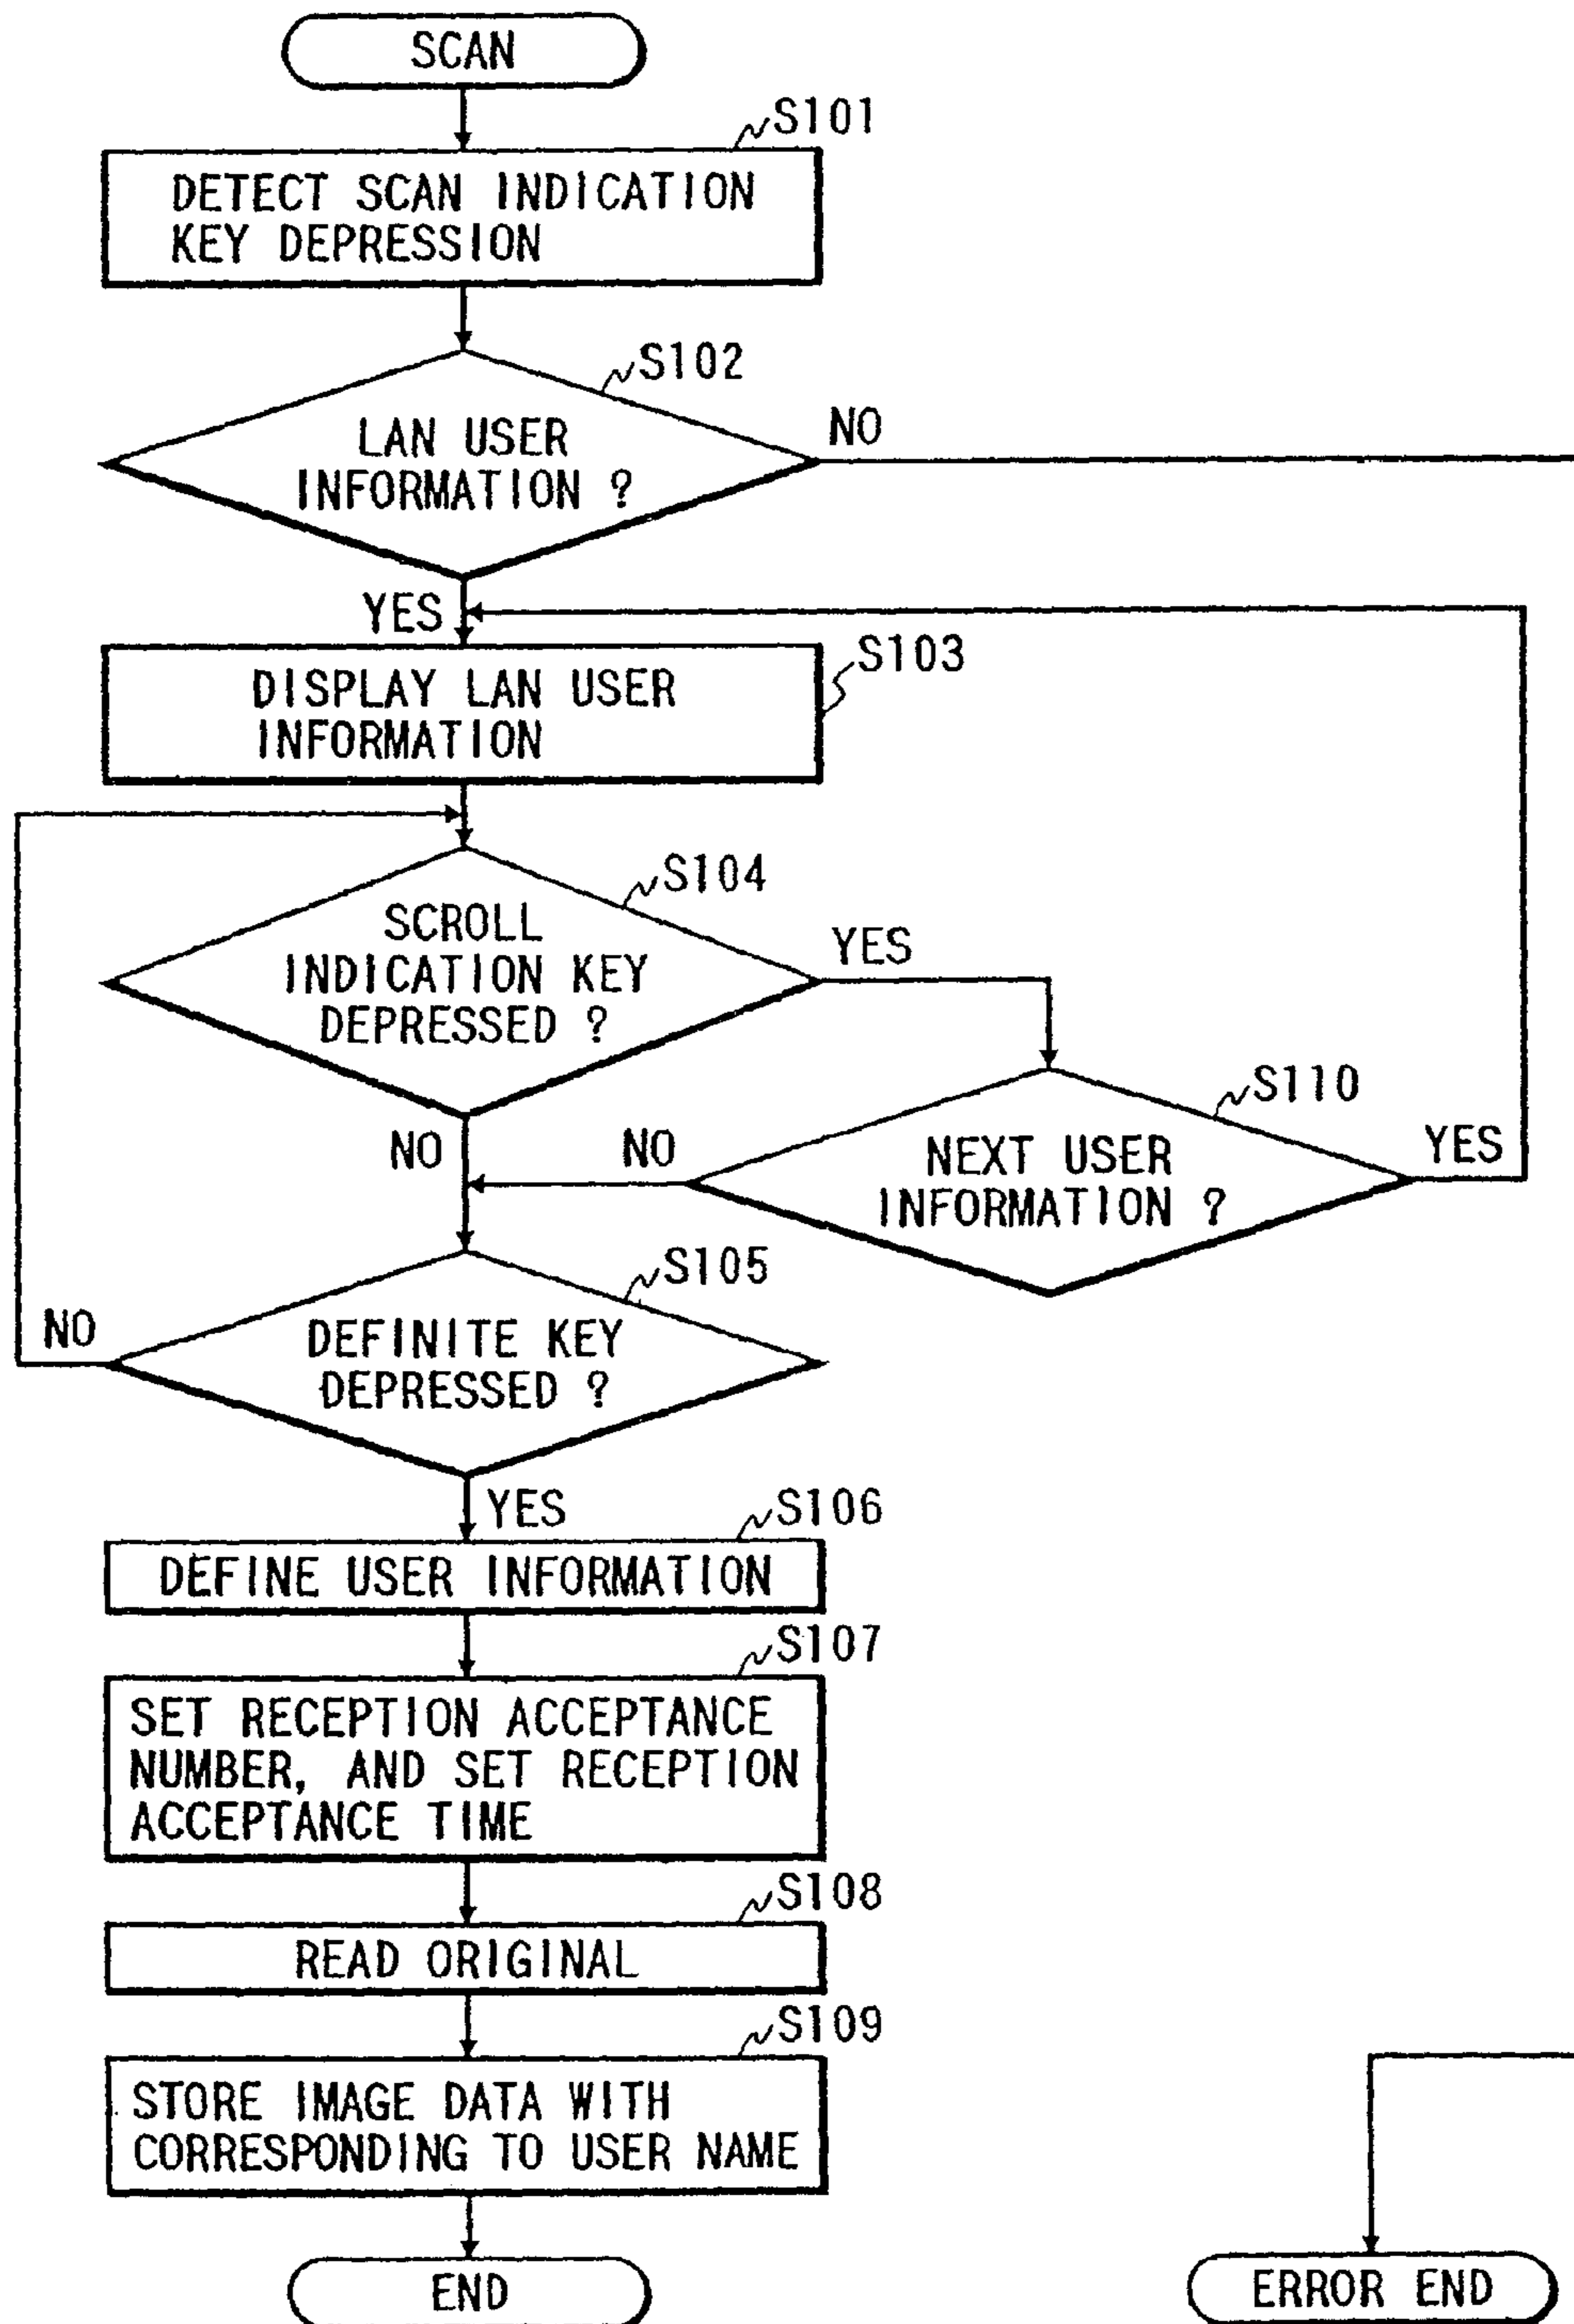 SCAN
S101
DETECT SCAN INDICATION
KEY DEPRESSION
S102
LAN USER
INFORMATION ?
NO
YES
S103
DISPLAY LAN USER
INFORMATION
S104
SCROLL
INDICATION KEY
DEPRESSED ?
YES
NO
S110
NEXT USER
INFORMATION ?
NO
YES
S105
DEFINITE KEY
DEPRESSED ?
NO
YES
S106
DEFINE USER INFORMATION
S107
SET RECEPTION ACCEPTANCE
NUMBER, AND SET RECEPTION
ACCEPTANCE TIME
S108
READ ORIGINAL
S109
STORE IMAGE DATA WITH
CORRESPONDING TO USER NAME
END
ERROR END